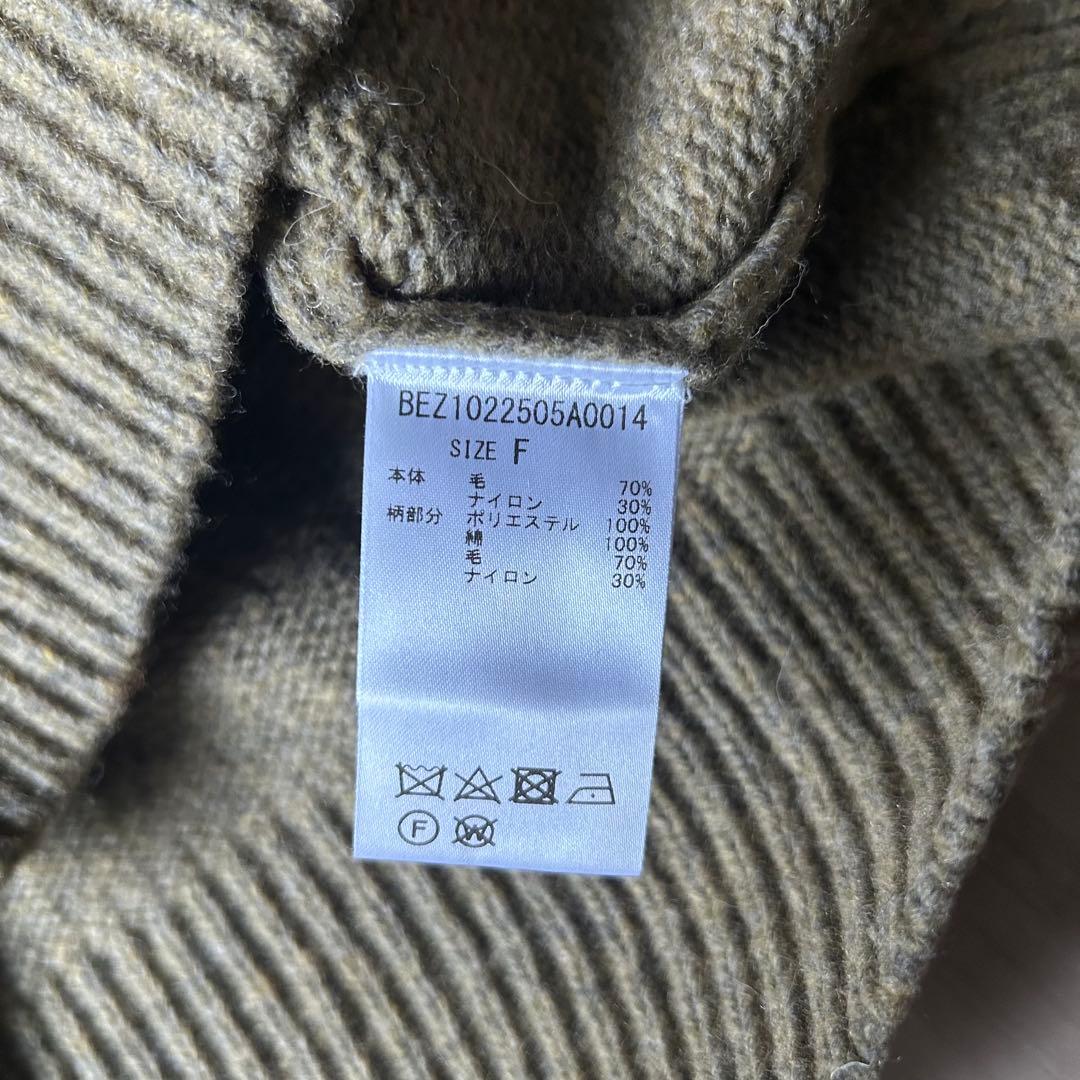 BEZ1022505A0014
SIZE F
本体 毛 70%
ナイロン 30%
柄部分 ポリエステル 100%
綿 100%
毛 70%
ナイロン 30%
F W